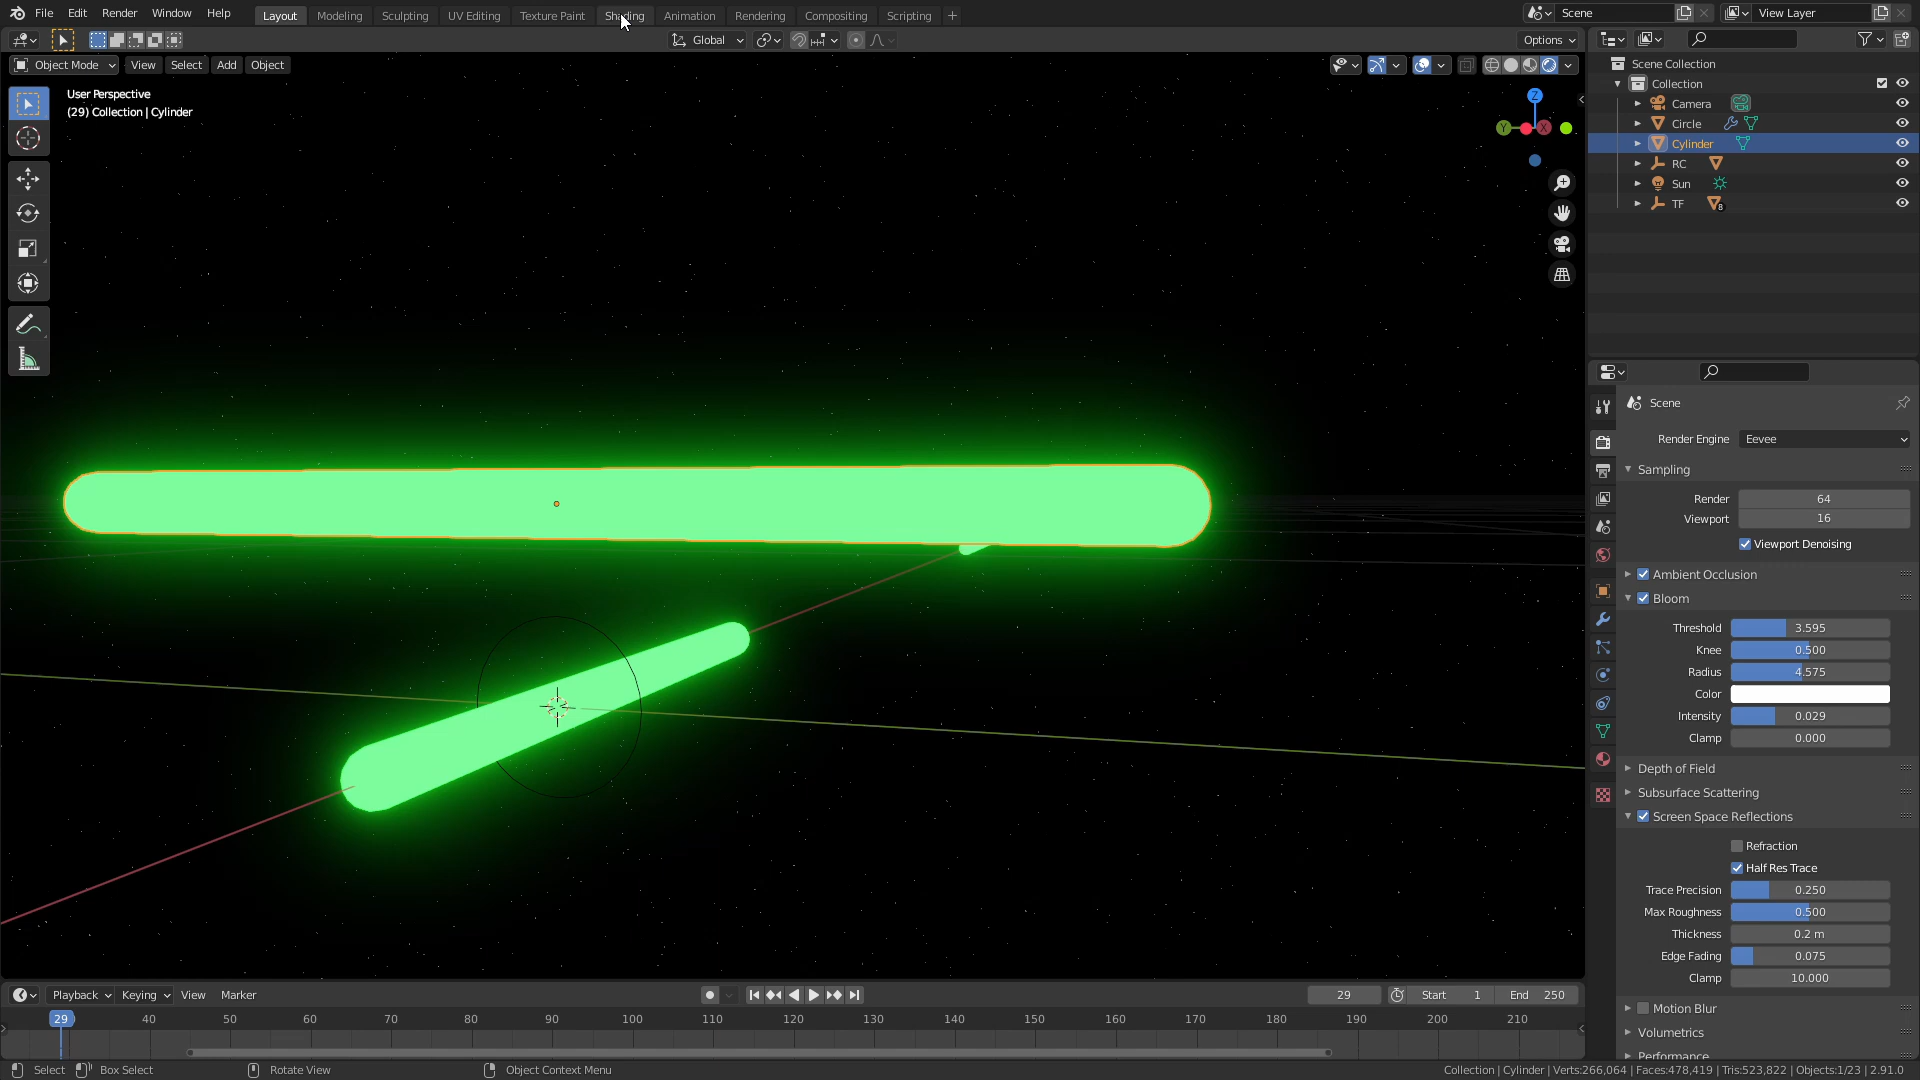 File Edit Render Window Help Layout Modeling Sculpting UV Editing Texture Paint Shading Animation Rendering Compositing Scripting + Scene View Layer
Global Options
Object Mode View Select Add Object
User Perspective
(29) Collection | Cylinder
Z
Y X
Scene Collection
Collection
Camera
Circle
Cylinder
RC
Sun
TF 8
Scene
Render Engine Eevee
Sampling
Render 64
Viewport 16
Viewport Denoising
Ambient Occlusion
Bloom
Threshold 3.595
Knee 0.500
Radius 4.575
Color
Intensity 0.029
Clamp 0.000
Depth of Field
Subsurface Scattering
Screen Space Reflections
Refraction
Half Res Trace
Trace Precision 0.250
Max Roughness 0.500
Thickness 0.2 m
Edge Fading 0.075
Clamp 10.000
Motion Blur
Volumetrics
Performance
Playback Keying View Marker 29 Start 1 End 250
29 40 50 60 70 80 90 100 110 120 130 140 150 160 170 180 190 200 210
Select Box Select Rotate View Object Context Menu Collection | Cylinder | Verts:266,064 | Faces:478,419 | Tris:523,822 | Objects:1/23 | 2.91.0